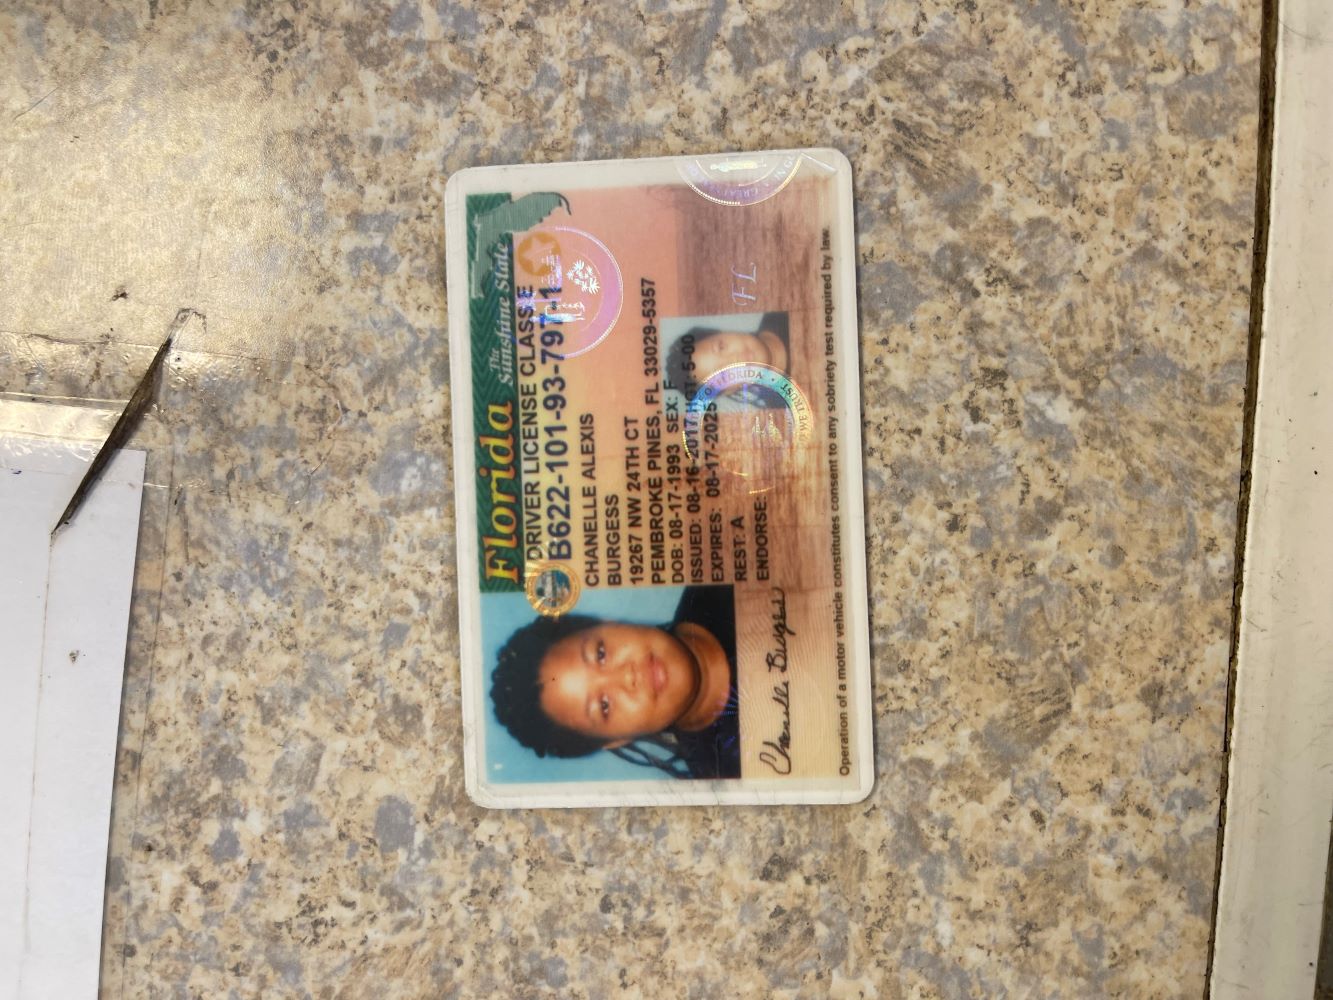 Florida The Sunshine State
DRIVER LICENSE CLASS E
B622-101-93-797-1
CHANELLE ALEXIS
BURGESS
19267 NW 24TH CT
PEMBROKE PINES, FL 33029-5357
DOB: 08-17-1993 SEX: F
ISSUED: 08-16-2017 HGT: 5-00
EXPIRES: 08-17-2025
REST: A
ENDORSE:
FL
WE TRUST
Chanelle Burgess
Operation of a motor vehicle constitutes consent to any sobriety test required by law.